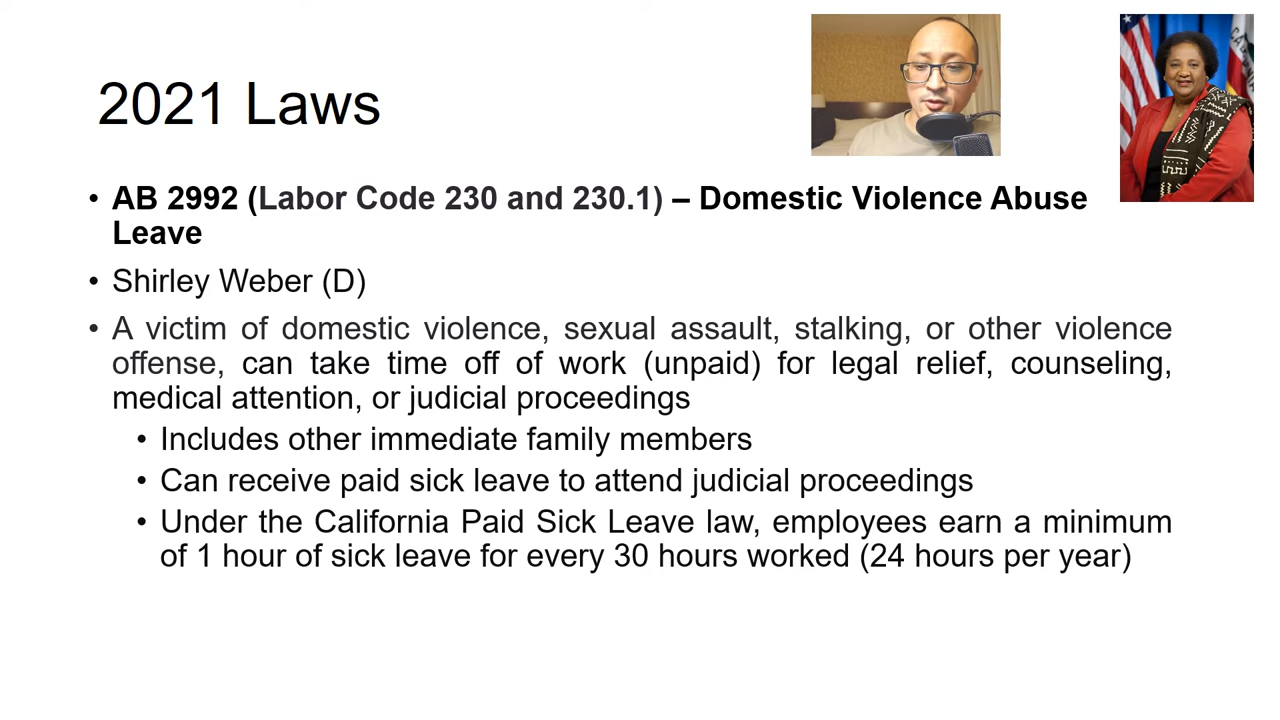 2021 Laws
• AB 2992 (Labor Code 230 and 230.1) – Domestic Violence Abuse
Leave
• Shirley Weber (D)
• A victim of domestic violence, sexual assault, stalking, or other violence
offense, can take time off of work (unpaid) for legal relief, counseling,
medical attention, or judicial proceedings
• Includes other immediate family members
• Can receive paid sick leave to attend judicial proceedings
• Under the California Paid Sick Leave law, employees earn a minimum
of 1 hour of sick leave for every 30 hours worked (24 hours per year)